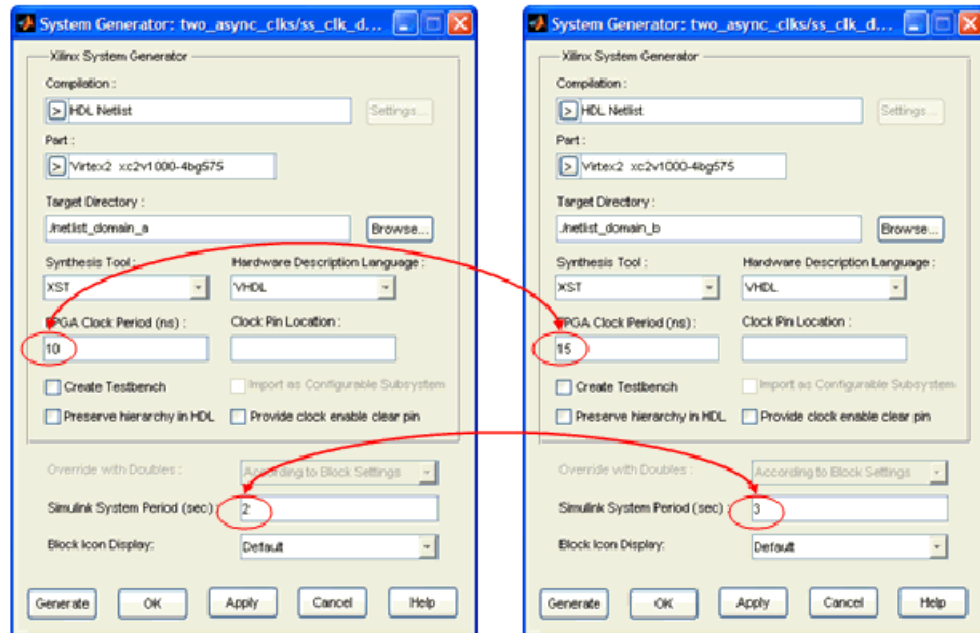 System Generator: two_async_clks/ss_clk_d...
Xilinx System Generator
Compilation :
> HDL Netlist
Settings...
Part :
> Virtex2 xc2v1000-4bg575
Target Directory :
./netlist_domain_a
Browse...
Synthesis Tool : Hardware Description Language :
XST VHDL
FPGA Clock Period (ns) : Clock Pin Location :
10
Create Testbench Import as Configurable Subsystem
Preserve hierarchy in HDL Provide clock enable clear pin
Override with Doubles : According to Block Settings
Simulink System Period (sec) : 2
Block Icon Display: Default
Generate OK Apply Cancel Help
System Generator: two_async_clks/ss_clk_d...
Xilinx System Generator
Compilation :
> HDL Netlist
Settings...
Part :
> Virtex2 xc2v1000-4bg575
Target Directory :
./netlist_domain_b
Browse...
Synthesis Tool : Hardware Description Language :
XST VHDL
FPGA Clock Period (ns) : Clock Pin Location :
15
Create Testbench Import as Configurable Subsystem
Preserve hierarchy in HDL Provide clock enable clear pin
Override with Doubles : According to Block Settings
Simulink System Period (sec) : 3
Block Icon Display: Default
Generate OK Apply Cancel Help